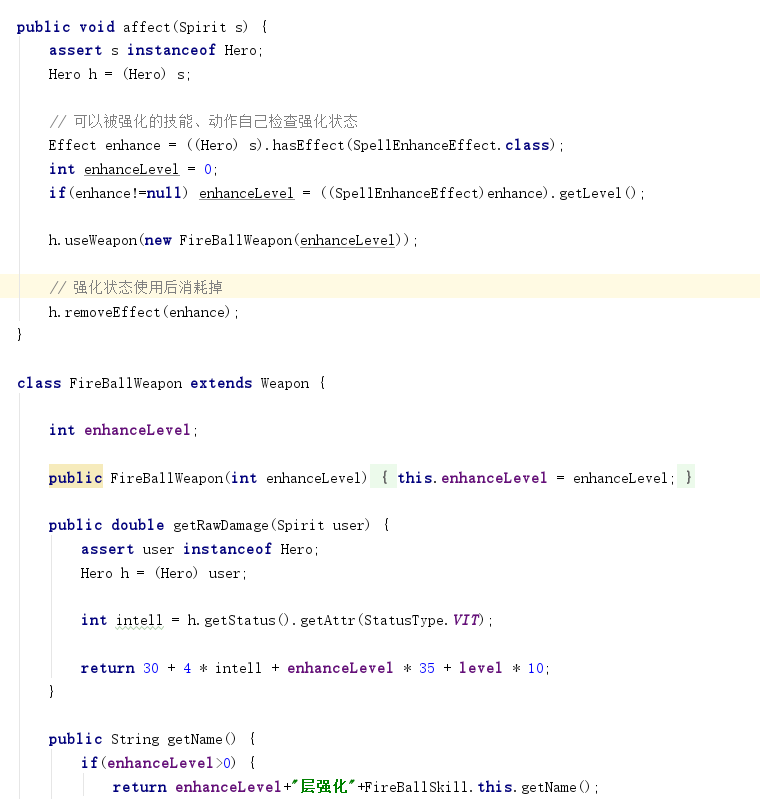 public void affect(Spirit s) {
assert s instanceof Hero;
Hero h = (Hero) s;
// 可以被强化的技能、动作自己检查强化状态
Effect enhance = ((Hero) s).hasEffect(SpellEnhanceEffect.class);
int enhanceLevel = 0;
if(enhance!=null) enhanceLevel = ((SpellEnhanceEffect)enhance).getLevel();
h.useWeapon(new FireBallWeapon(enhanceLevel));
// 强化状态使用后消耗掉
h.removeEffect(enhance);
}
class FireBallWeapon extends Weapon {
int enhanceLevel;
public FireBallWeapon(int enhanceLevel) { this.enhanceLevel = enhanceLevel; }
public double getRawDamage(Spirit user) {
assert user instanceof Hero;
Hero h = (Hero) user;
int intell = h.getStatus().getAttr(StatusType.VIT);
return 30 + 4 * intell + enhanceLevel * 35 + level * 10;
}
public String getName() {
if(enhanceLevel>0) {
return enhanceLevel+"层强化"+FireBallSkill.this.getName();